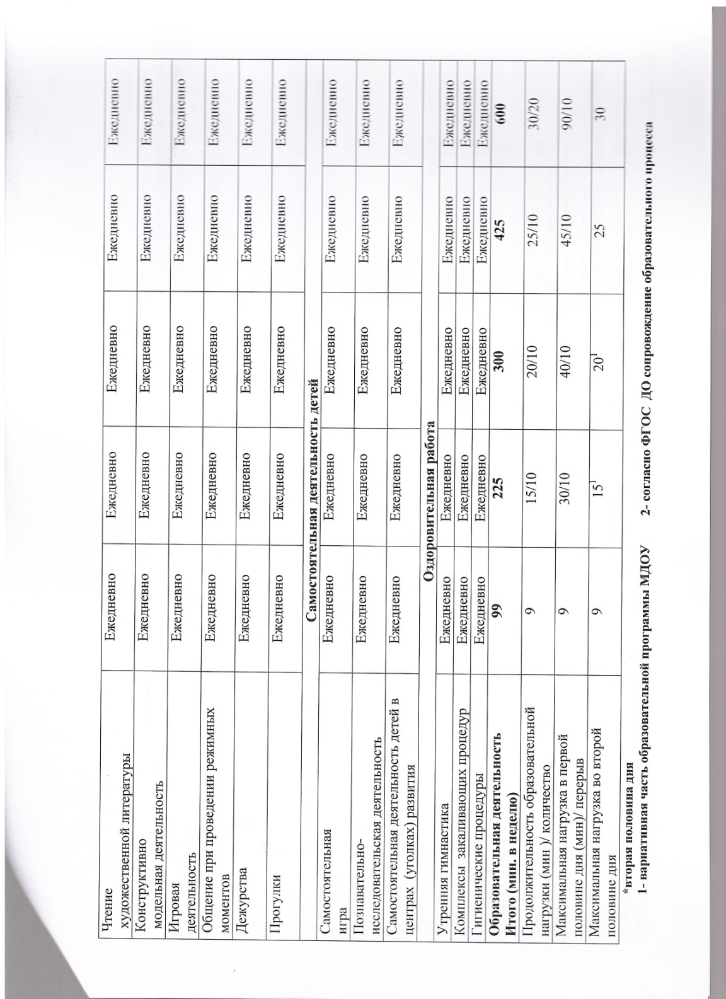 Чтение Ежедневно Ежедневно Ежедневно Ежедневно Ежедневно
художественной литературы
Конструктивно Ежедневно Ежедневно Ежедневно Ежедневно Ежедневно
модельная деятельность
Игровая Ежедневно Ежедневно Ежедневно Ежедневно Ежедневно
деятельность
Общение при проведении режимных Ежедневно Ежедневно Ежедневно Ежедневно Ежедневно
моментов
Дежурства Ежедневно Ежедневно Ежедневно Ежедневно Ежедневно
Прогулки Ежедневно Ежедневно Ежедневно Ежедневно Ежедневно
Самостоятельная деятельность детей
Самостоятельная Ежедневно Ежедневно Ежедневно Ежедневно Ежедневно
игра
Познавательно- Ежедневно Ежедневно Ежедневно Ежедневно Ежедневно
исследовательская деятельность
Самостоятельная деятельность детей в Ежедневно Ежедневно Ежедневно Ежедневно Ежедневно
центрах (уголках) развития
Оздоровительная работа
Утренняя гимнастика Ежедневно Ежедневно Ежедневно Ежедневно Ежедневно
Комплексы закаливающих процедур Ежедневно Ежедневно Ежедневно Ежедневно Ежедневно
Гигиенические процедуры Ежедневно Ежедневно Ежедневно Ежедневно Ежедневно
Образовательная деятельность 99 225 300 425 600
Итого (мин. в неделю)
Продолжительность образовательной 9 15/10 20/10 25/10 30/20
нагрузки (мин )/ количество
Максимальная нагрузка в первой 9 30/10 40/10 45/10 90/10
половине дня (мин)/ перерыв
Максимальная нагрузка во второй 9 15¹ 20¹ 25 30
половине дня
*вторая половина дня
1- вариативная часть образовательной программы МДОУ 2- согласно ФГОС ДО сопровождение образовательного процесса